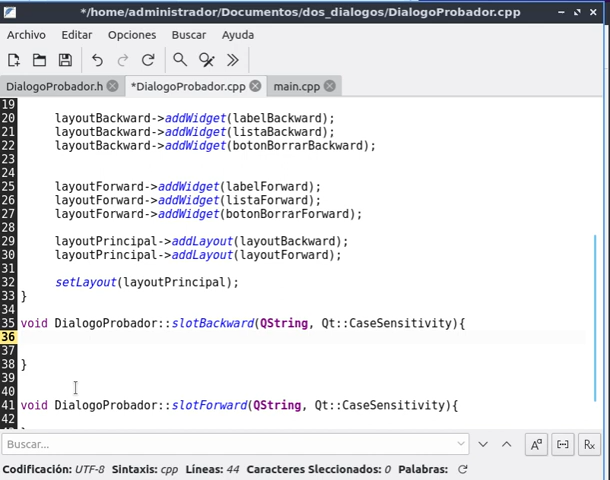 */home/administrador/Documentos/dos_dialogos/DialogoProbador.cpp
Archivo Editar Opciones Buscar Ayuda
DialogoProbador.h *DialogoProbador.cpp main.cpp
19
20 layoutBackward->addWidget(labelBackward);
21 layoutBackward->addWidget(listaBackward);
22 layoutBackward->addWidget(botonBorrarBackward);
23
24
25 layoutForward->addWidget(labelForward);
26 layoutForward->addWidget(listaForward);
27 layoutForward->addWidget(botonBorrarForward);
28
29 layoutPrincipal->addLayout(layoutBackward);
30 layoutPrincipal->addLayout(layoutForward);
31
32 setLayout(layoutPrincipal);
33 }
34
35 void DialogoProbador::slotBackward(QString, Qt::CaseSensitivity){
36
37
38 }
39
40
41 void DialogoProbador::slotForward(QString, Qt::CaseSensitivity){
42
Buscar...
Codificación: UTF-8 Sintaxis: cpp Líneas: 44 Caracteres Sleccionados: 0 Palabras: